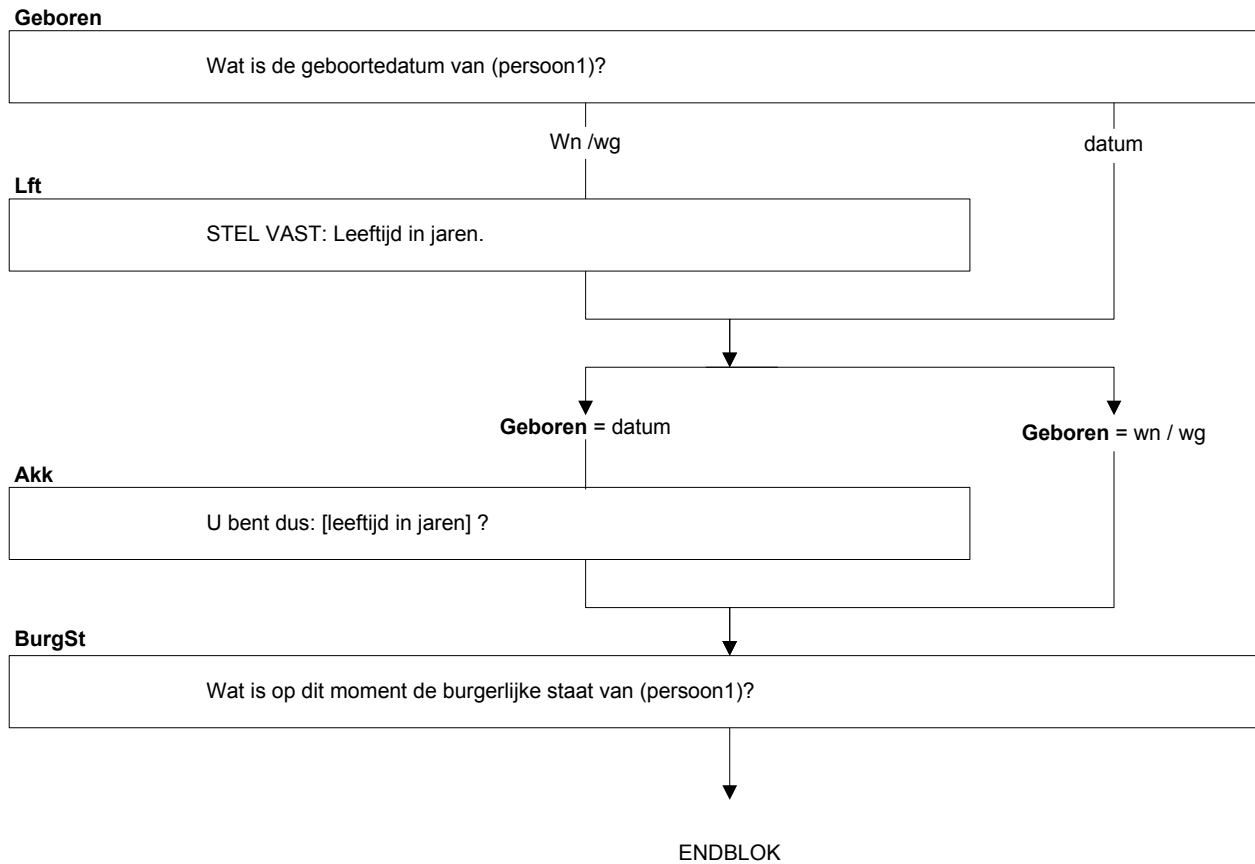 Geboren
Wat is de geboortedatum van (persoon1)?
Wn /wg
datum
Lft
STEL VAST: Leeftijd in jaren.
Geboren = datum
Geboren = wn / wg
Akk
U bent dus: [leeftijd in jaren] ?
BurgSt
Wat is op dit moment de burgerlijke staat van (persoon1)?
ENDBLOK